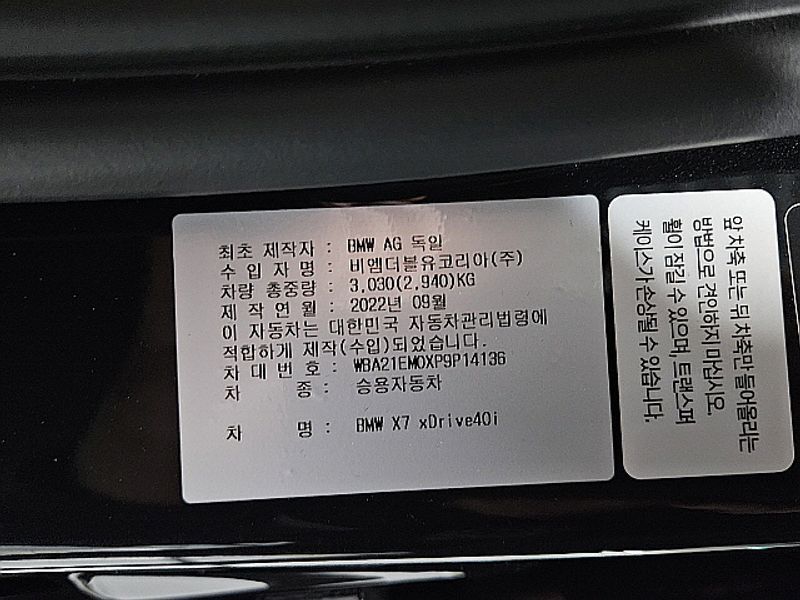 최초 제작자 : BMW AG 독일
수 입 자 명 : 비엠더블유코리아(주)
차량 총중량 : 3,030(2,940)KG
제 작 연 월 : 2022년 09월
이 자동차는 대한민국 자동차관리법령에
적합하게 제작(수입)되었습니다.
차 대 번 호 : WBA21EM0XP9P14136
차 종 : 승용자동차
차 명 : BMW X7 xDrive40i
앞 차축 또는 뒤 차축만 들어올리는
방법으로 견인하지 마십시오.
휠이 잠길 수 있으며, 트랜스퍼
케이스가 손상될 수 있습니다.